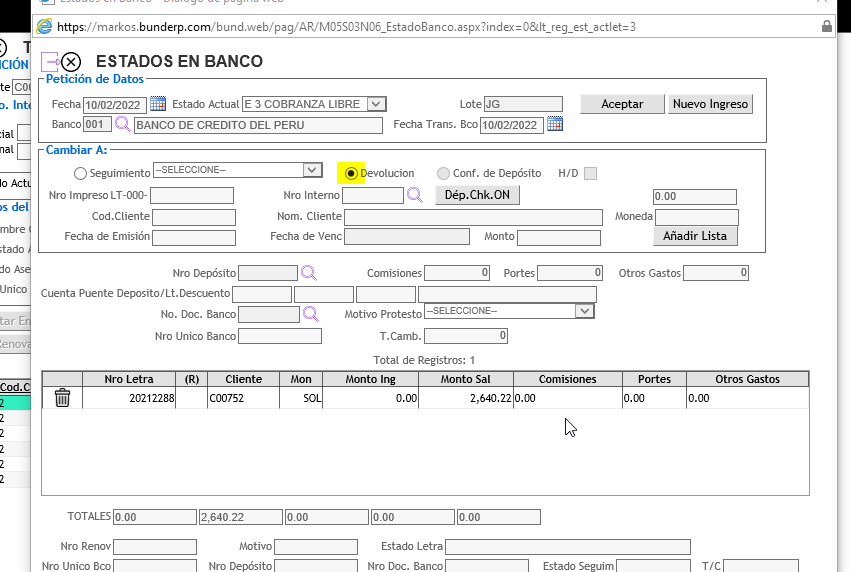 Estados en Banco - Diálogo de página web
https://markos.bunderp.com/bund.web/pag/AR/M05S03N06_EstadoBanco.aspx?index=0&lt_reg_est_actlet=3
ESTADOS EN BANCO
Petición de Datos
Fecha 10/02/2022 Estado Actual E 3 COBRANZA LIBRE Lote JG Aceptar Nuevo Ingreso
Banco 001 BANCO DE CREDITO DEL PERU Fecha Trans. Bco 10/02/2022
Cambiar A:
Seguimiento --SELECCIONE-- Devolucion Conf. de Depósito H/D
Nro Impreso LT-000- Nro Interno Dép.Chk.ON 0.00
Cod.Cliente Nom. Cliente Moneda
Fecha de Emisión Fecha de Venc Monto Añadir Lista
Nro Depósito Comisiones 0 Portes 0 Otros Gastos 0
Cuenta Puente Deposito/Lt.Descuento
No. Doc. Banco Motivo Protesto --SELECCIONE--
Nro Unico Banco T.Camb. 0
Total de Registros: 1
Nro Letra (R) Cliente Mon Monto Ing Monto Sal Comisiones Portes Otros Gastos
20212288 C00752 SOL 0.00 2,640.22 0.00 0.00 0.00
TOTALES 0.00 2,640.22 0.00 0.00 0.00
Nro Renov Motivo Estado Letra
Nro Unico Bco Nro Depósito Nro Doc. Banco Estado Seguim T/C